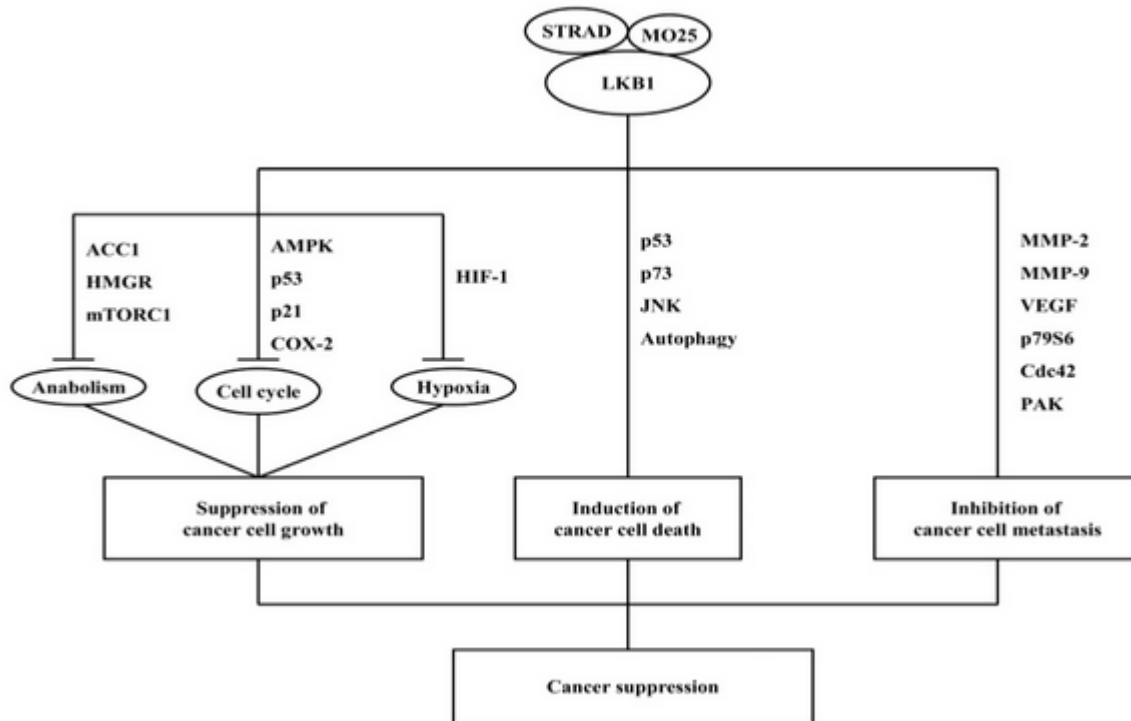 STRAD
MO25
LKB1
ACC1
HMGR
mTORC1
AMPK
p53
p21
COX-2
HIF-1
p53
p73
JNK
Autophagy
MMP-2
MMP-9
VEGF
p79S6
Cdc42
PAK
Anabolism
Cell cycle
Hypoxia
Suppression of
cancer cell growth
Induction of
cancer cell death
Inhibition of
cancer cell metastasis
Cancer suppression